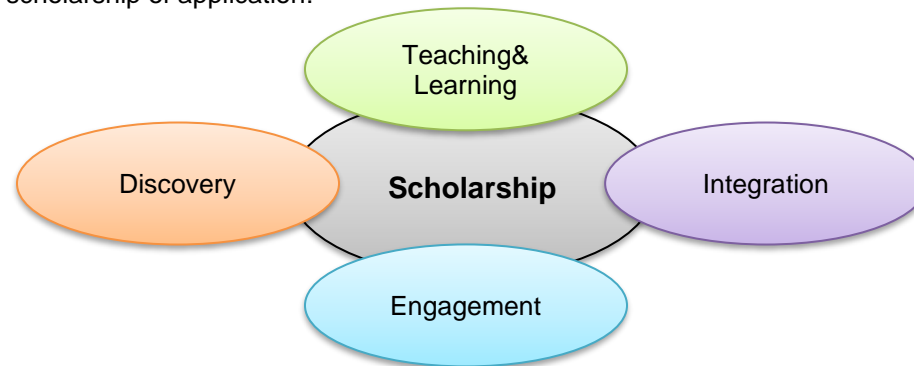 scholarship of application.
Teaching&
Learning
Discovery
Scholarship
Integration
Engagement